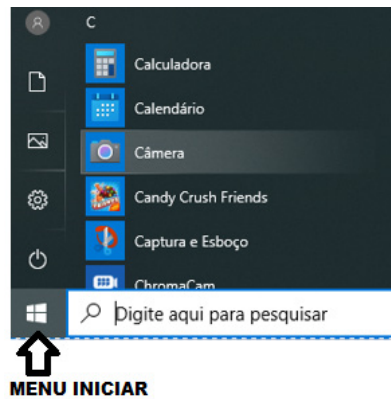 C
Calculadora
Calendário
Câmera
Candy Crush Friends
Captura e Esboço
ChromaCam
Digite aqui para pesquisar
MENU INICIAR